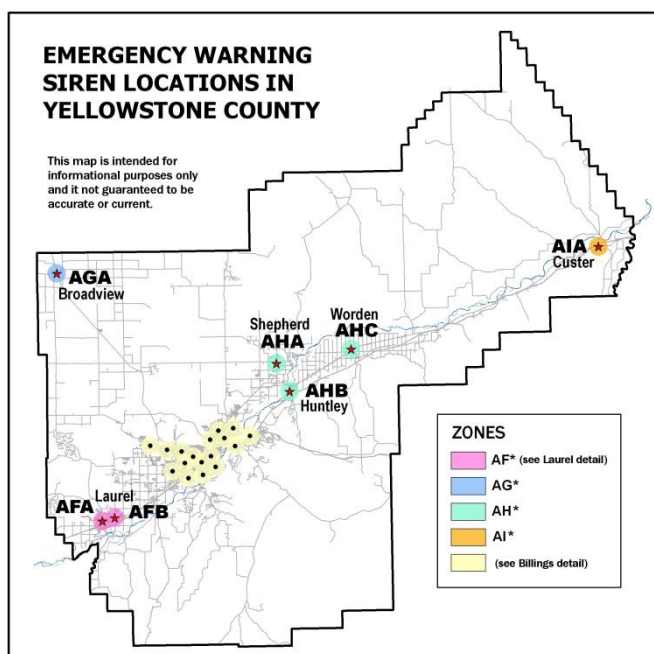 EMERGENCY WARNING
SIREN LOCATIONS IN
YELLOWSTONE COUNTY
This map is intended for
informational purposes only
and it not guaranteed to be
accurate or current.
AIA
Custer
AGA
Broadview
Worden
AHC
Shepherd
AHA
AHB
Huntley
Laurel
AFA
AFB
ZONES
AF* (see Laurel detail)
AG*
AH*
AI*
(see Billings detail)